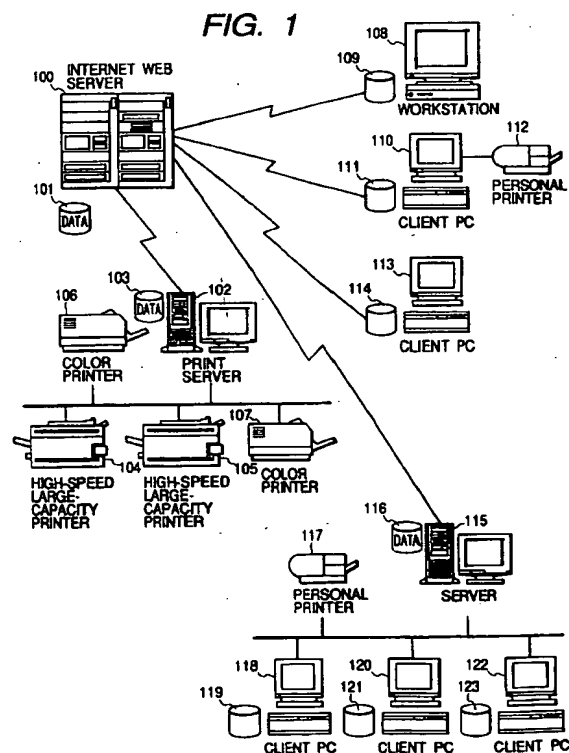 FIG. 1
108
109
WORKSTATION
100
INTERNET WEB
SERVER
110
112
111
CLIENT PC
PERSONAL
PRINTER
101
DATA
113
114
CLIENT PC
106
COLOR
PRINTER
103
DATA
102
PRINT
SERVER
104
HIGH-SPEED
LARGE-
CAPACITY
PRINTER
105
HIGH-SPEED
LARGE-
CAPACITY
PRINTER
107
COLOR
PRINTER
116
DATA
115
SERVER
117
PERSONAL
PRINTER
118
119
CLIENT PC
120
121
CLIENT PC
122
123
CLIENT PC